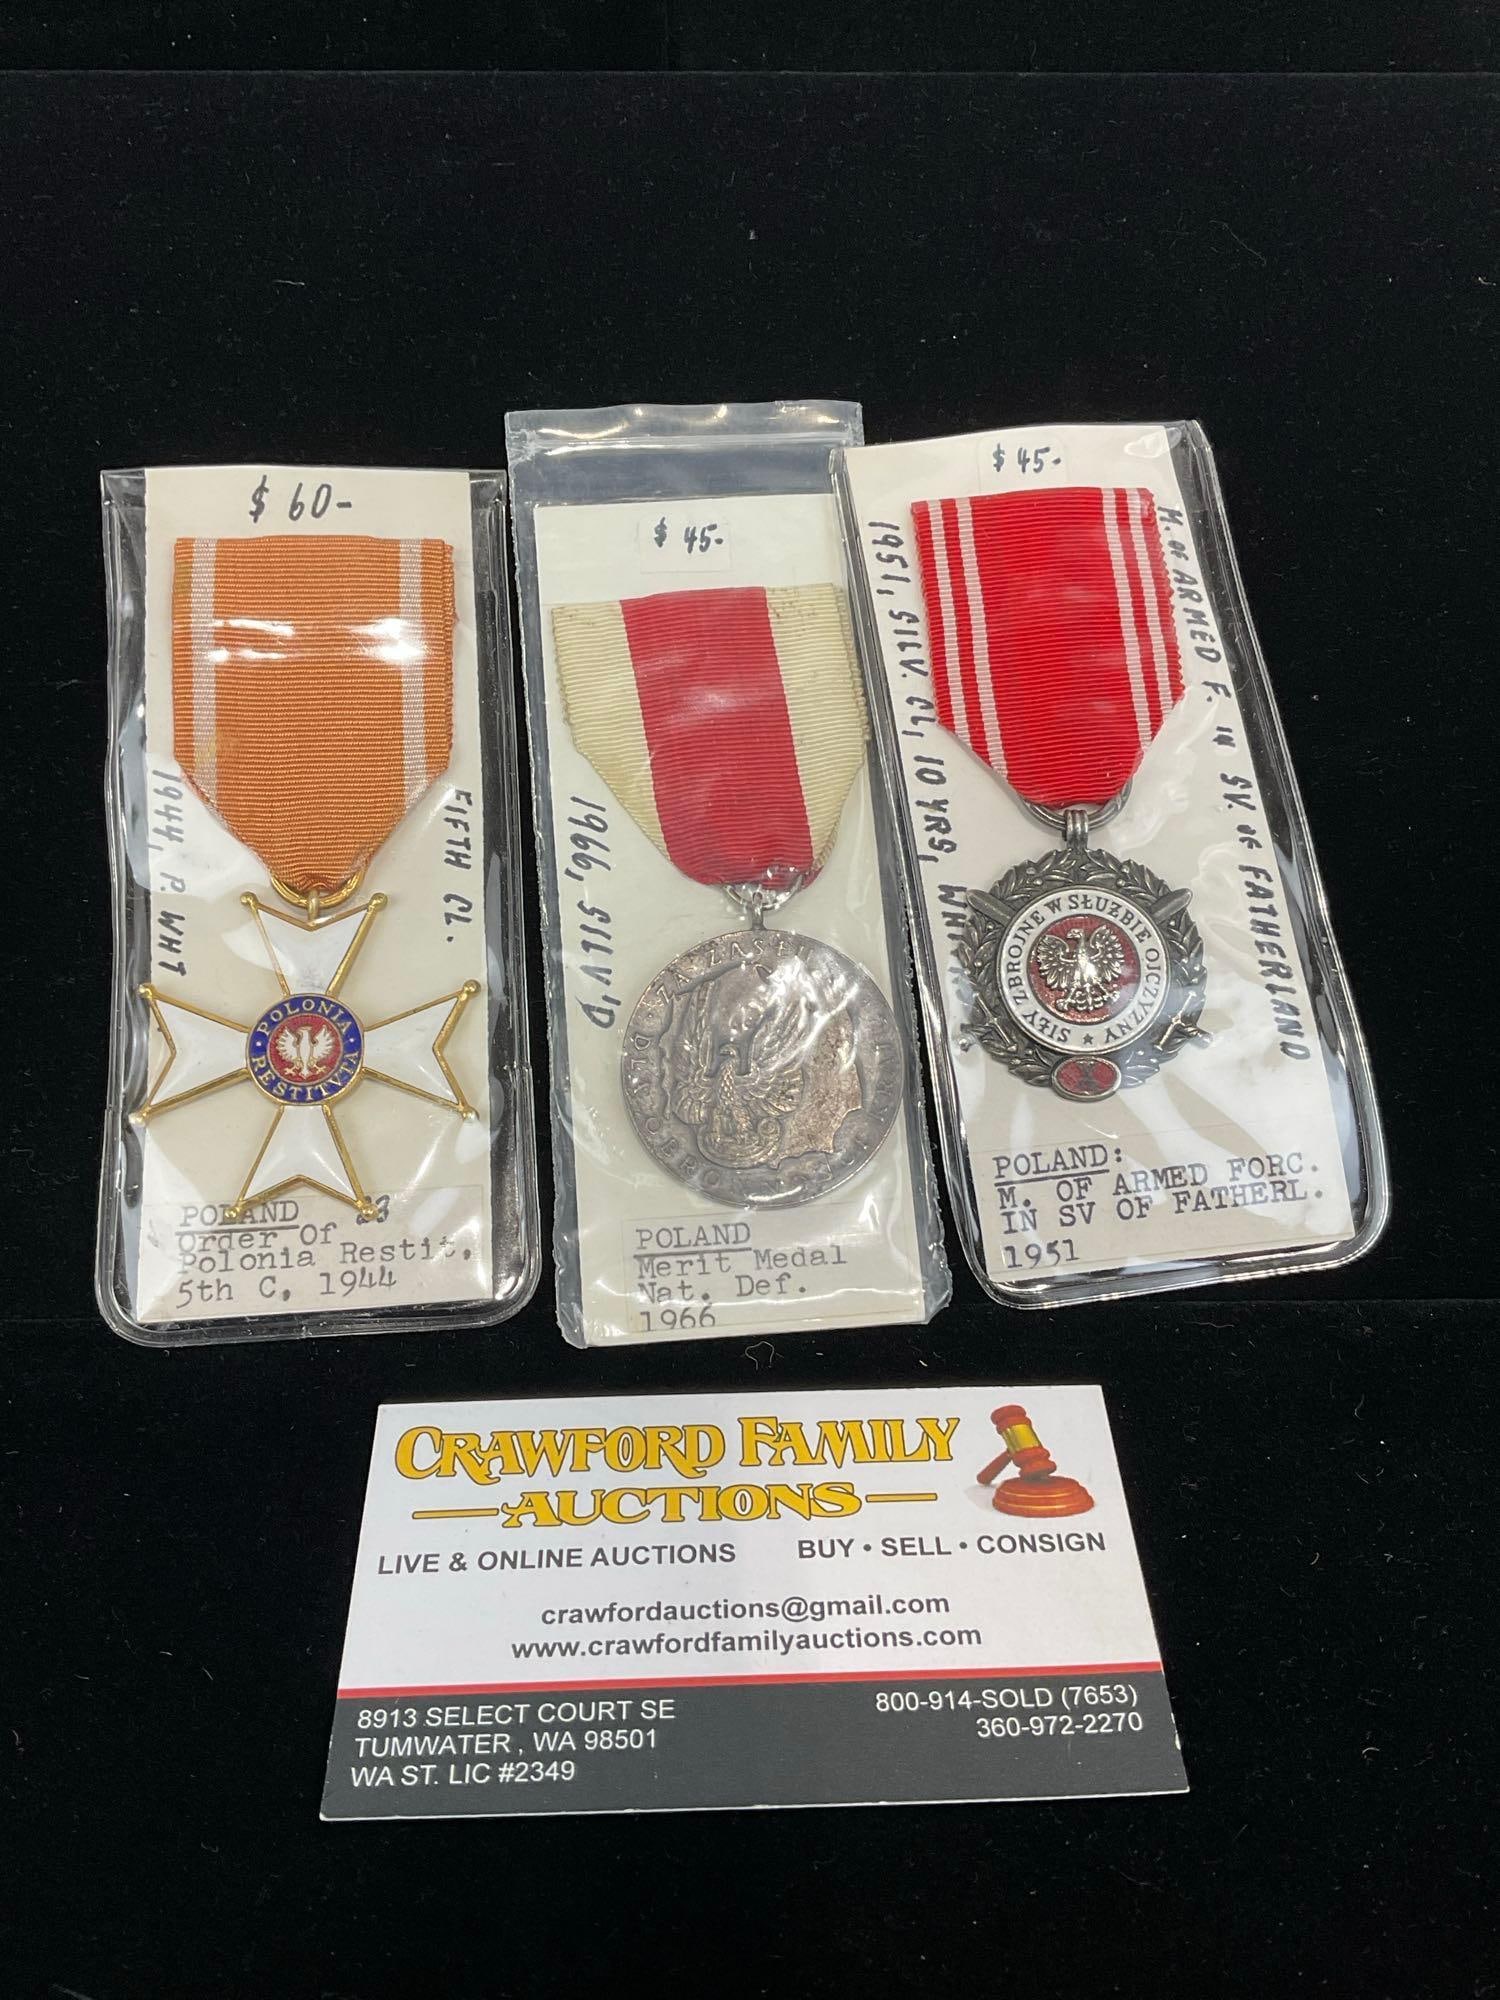 $ 60-
FIFTH CL.
1944, P. WHT
POLONIA
RESTITVTA
POLAND 23
Order Of
Polonia Restit.
5th C. 1944
$ 45-
1966, SILV'D
ZA ZASŁUGI
DLA OBRONNOŚCI
POLAND
Merit Medal
Nat. Def.
1966
$ 45-
M. OF ARMED F. IN SV. OF FATHERLAND
1951, SILV. CL, 10 YRS,
SIŁY ZBROJNE W SŁUŻBIE OJCZYZNY
X
POLAND:
M. OF ARMED FORC.
IN SV OF FATHERL.
1951
CRAWFORD FAMILY
AUCTIONS
LIVE & ONLINE AUCTIONS BUY • SELL • CONSIGN
crawfordauctions@gmail.com
www.crawfordfamilyauctions.com
8913 SELECT COURT SE
TUMWATER , WA 98501
WA ST. LIC #2349
800-914-SOLD (7653)
360-972-2270